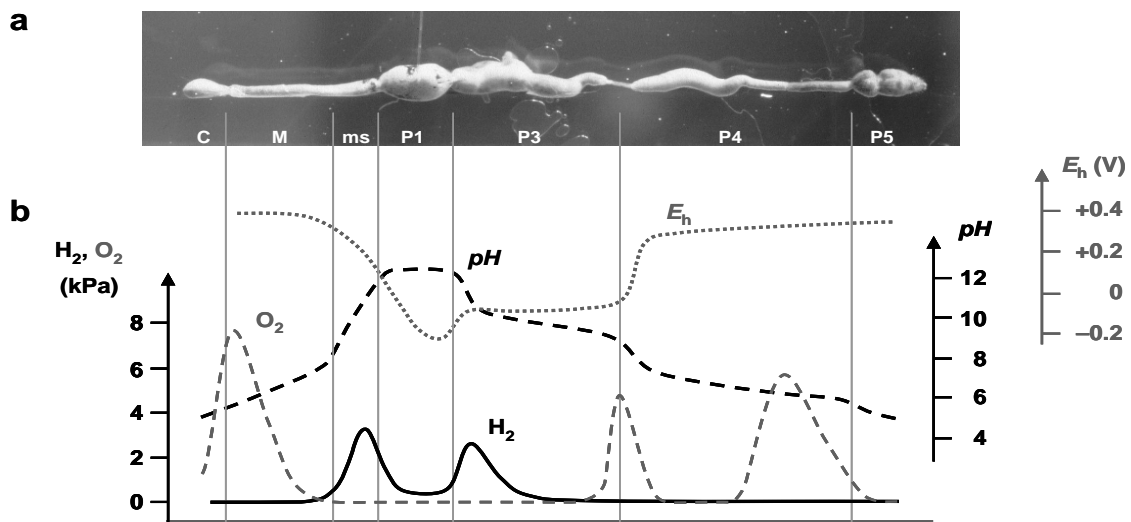 a
C M ms P1 P3 P4 P5
b
Eh (V)
+0.4
+0.2
0
–0.2
Eh
pH
12
10
8
6
4
H2, O2
(kPa)
8
6
4
2
0
O2
pH
H2